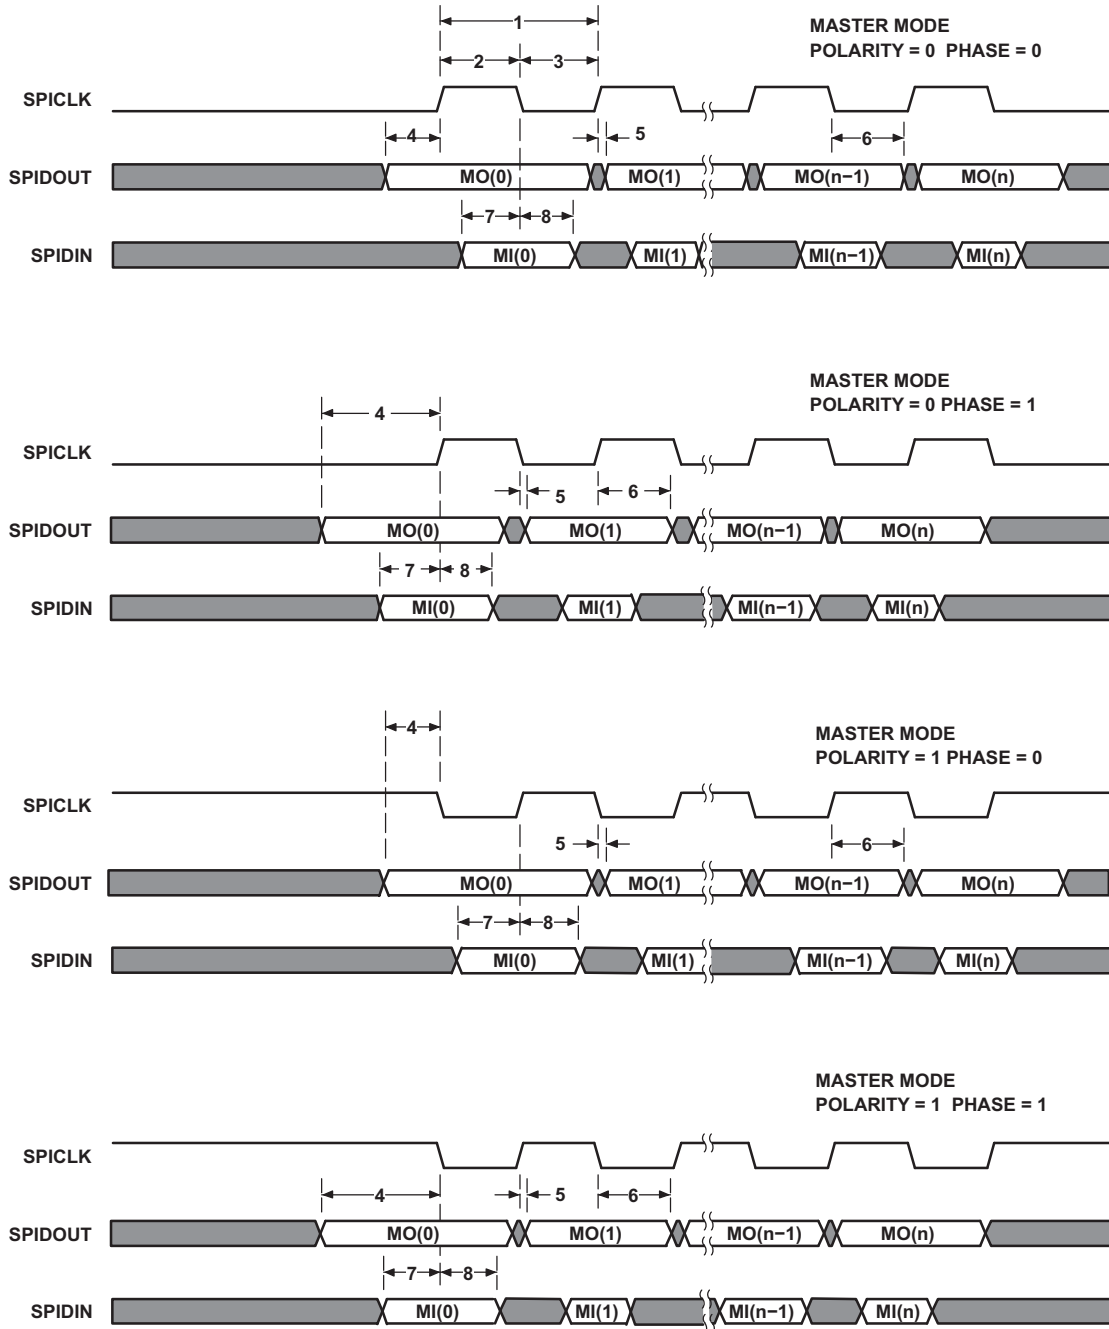 MASTER MODE
POLARITY = 0 PHASE = 0
1
2 3
SPICLK
4 5 6
SPIDOUT MO(0) MO(1) MO(n−1) MO(n)
7 8
SPIDIN MI(0) MI(1) MI(n−1) MI(n)
MASTER MODE
POLARITY = 0 PHASE = 1
4
SPICLK
5 6
SPIDOUT MO(0) MO(1) MO(n−1) MO(n)
7 8
SPIDIN MI(0) MI(1) MI(n−1) MI(n)
MASTER MODE
POLARITY = 1 PHASE = 0
4
SPICLK
5 6
SPIDOUT MO(0) MO(1) MO(n−1) MO(n)
7 8
SPIDIN MI(0) MI(1) MI(n−1) MI(n)
MASTER MODE
POLARITY = 1 PHASE = 1
SPICLK
4 5 6
SPIDOUT MO(0) MO(1) MO(n−1) MO(n)
7 8
SPIDIN MI(0) MI(1) MI(n−1) MI(n)